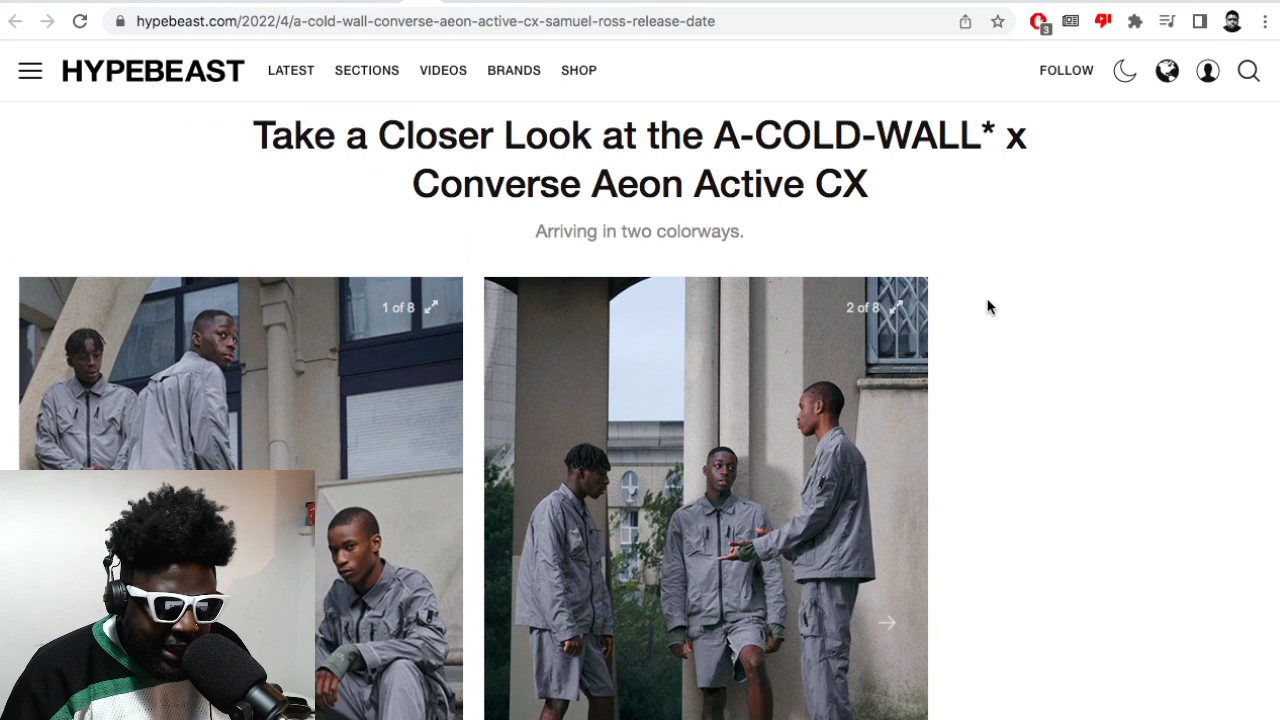 hypebeast.com/2022/4/a-cold-wall-converse-aeon-active-cx-samuel-ross-release-date
3
HYPEBEAST LATEST SECTIONS VIDEOS BRANDS SHOP FOLLOW
Take a Closer Look at the A-COLD-WALL* x
Converse Aeon Active CX
Arriving in two colorways.
1 of 8
2 of 8